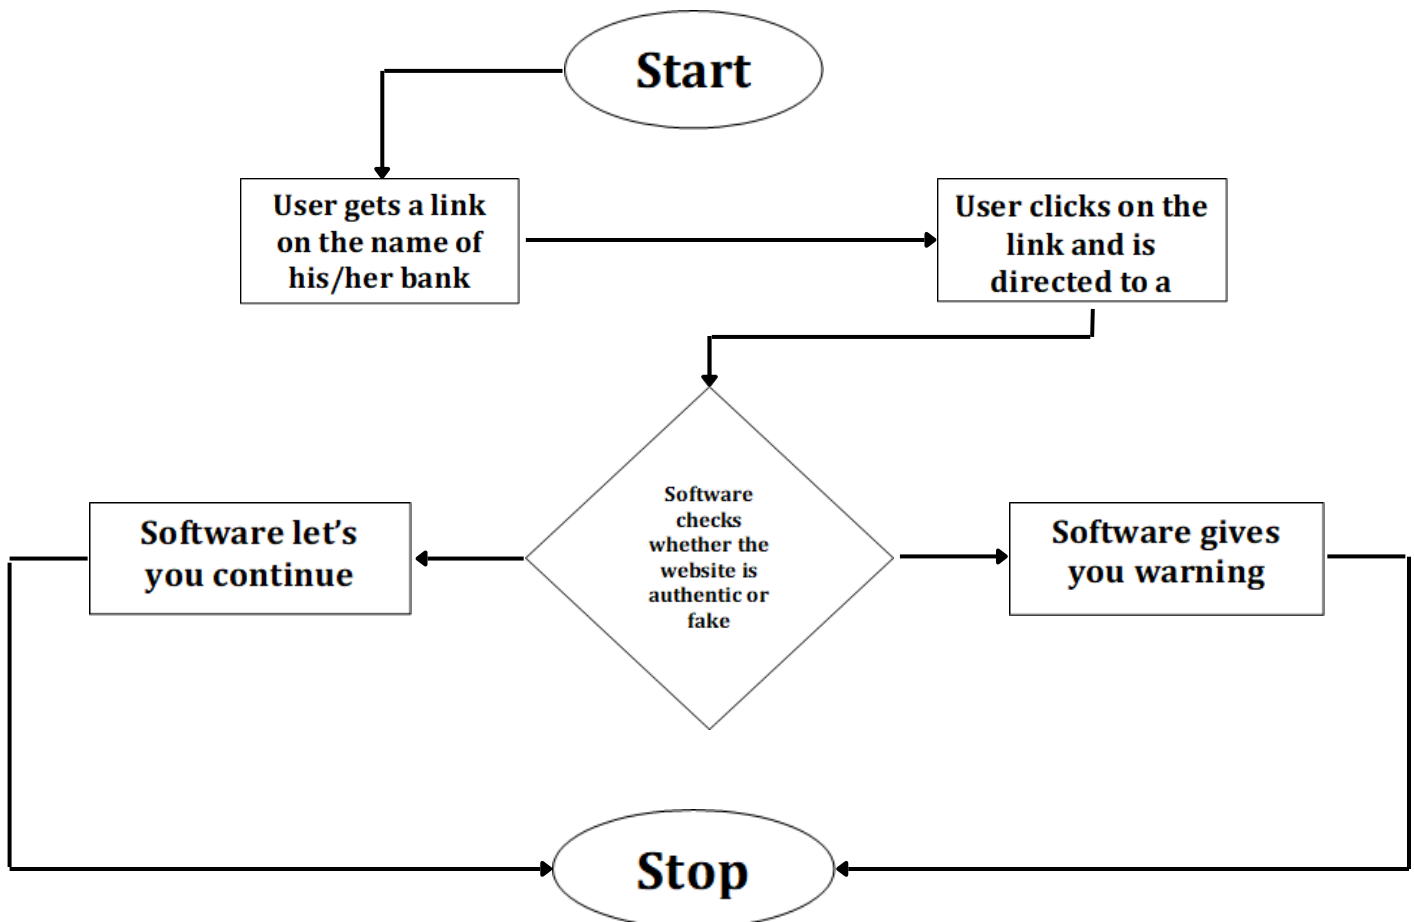 Start
User gets a link
on the name of
his/her bank
User clicks on the
link and is
directed to a
Software
checks
whether the
website is
authentic or
fake
Software let’s
you continue
Software gives
you warning
Stop